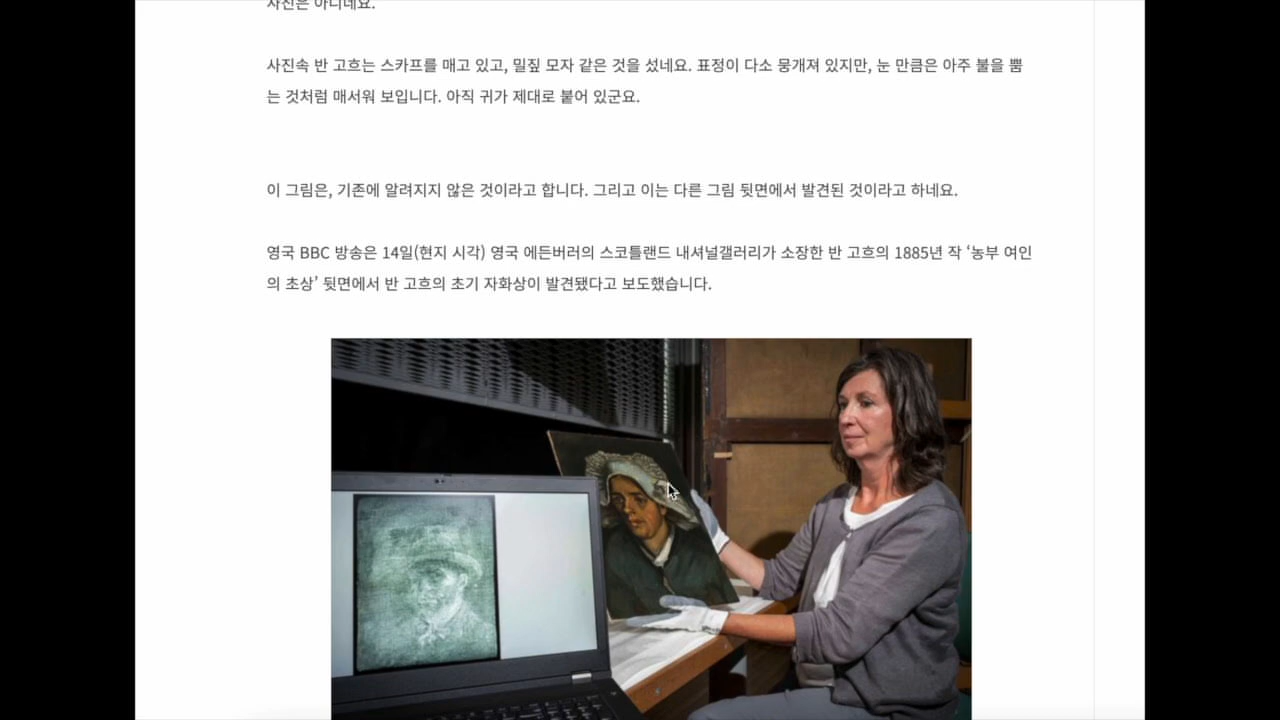 사진은 아니네요.
사진속 반 고흐는 스카프를 매고 있고, 밀짚 모자 같은 것을 섰네요. 표정이 다소 뭉개져 있지만, 눈 만큼은 아주 불을 뿜
는 것처럼 매서워 보입니다. 아직 귀가 제대로 붙어 있군요.
이 그림은, 기존에 알려지지 않은 것이라고 합니다. 그리고 이는 다른 그림 뒷면에서 발견된 것이라고 하네요.
영국 BBC 방송은 14일(현지 시각) 영국 에든버러의 스코틀랜드 내셔널갤러리가 소장한 반 고흐의 1885년 작 ‘농부 여인
의 초상’ 뒷면에서 반 고흐의 초기 자화상이 발견됐다고 보도했습니다.